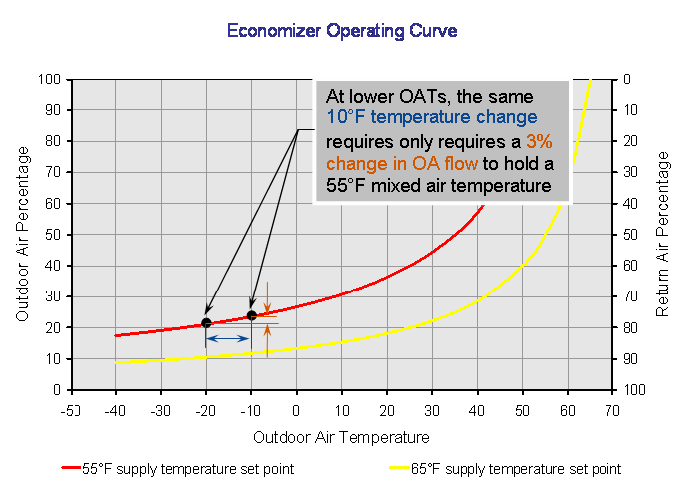 Economizer Operating Curve
At lower OATs, the same
10°F temperature change
requires only requires a 3%
change in OA flow to hold a
55°F mixed air temperature
Outdoor Air Percentage
100
90
80
70
60
50
40
30
20
10
0
Return Air Percentage
0
10
20
30
40
50
60
70
80
90
100
-50 -40 -30 -20 -10 0 10 20 30 40 50 60 70
Outdoor Air Temperature
55°F supply temperature set point
65°F supply temperature set point